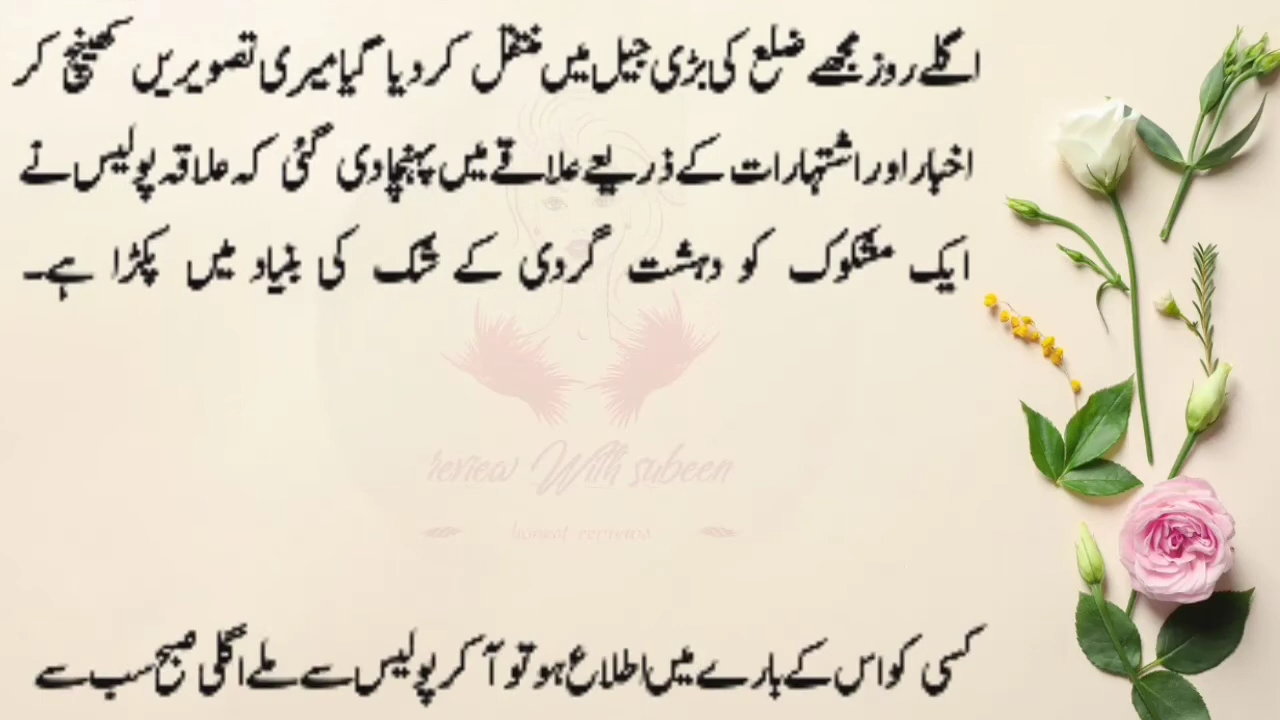 اگلے روز مجھے ضلع کی بڑی جیل میں منتقل کر دیا گیا میری تصویریں کھینچ کر
اخبار اور اشتہارات کے ذریعے علاقے میں پہنچا دی گئی کہ علاقہ پولیس نے
ایک مشکوک کو دہشت گردی کے شک کی بنیاد میں پکڑا ہے۔
review With subeen
honest reviews
کسی کو اس کے بارے میں اطلاع ہو تو آ کر پولیس سے ملے اگلی صبح سب سے